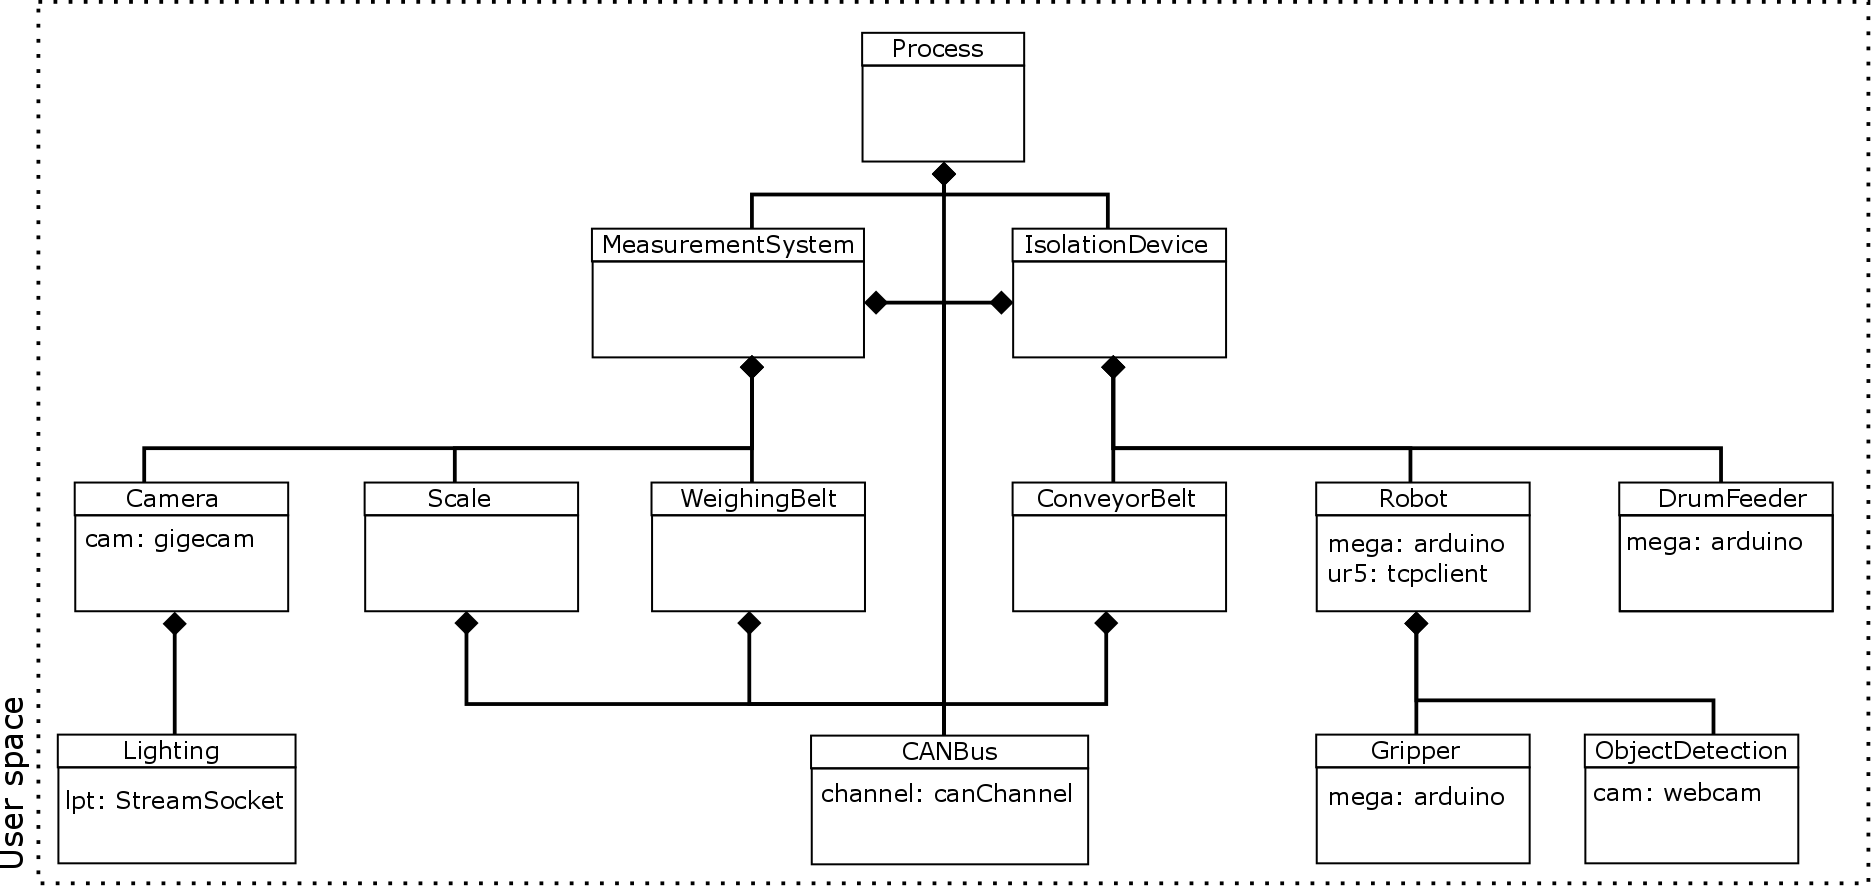 Process
MeasurementSystem
IsolationDevice
Camera
cam: gigecam
Scale
WeighingBelt
ConveyorBelt
Robot
mega: arduino
ur5: tcpclient
DrumFeeder
mega: arduino
Lighting
lpt: StreamSocket
CANBus
channel: canChannel
Gripper
mega: arduino
ObjectDetection
cam: webcam
User space